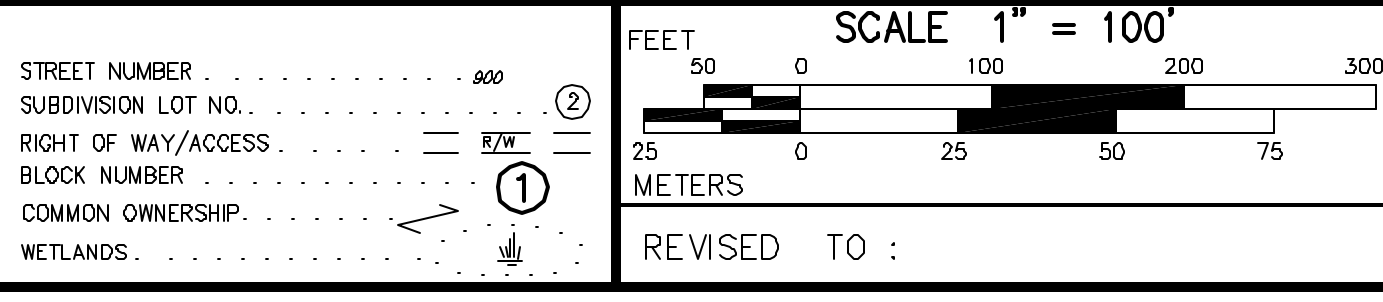 STREET NUMBER . . . . . . . . . . . . 900
SUBDIVISION LOT NO. . . . . . . . . . . . . . . 2
RIGHT OF WAY/ACCESS . . . . . R/W
BLOCK NUMBER . . . . . . . . . . . . . 1
COMMON OWNERSHIP. . . . . . . .
WETLANDS. . . . . . . . . . . .
SCALE 1" = 100'
FEET
50 0 100 200 300
25 0 25 50 75
METERS
REVISED TO :